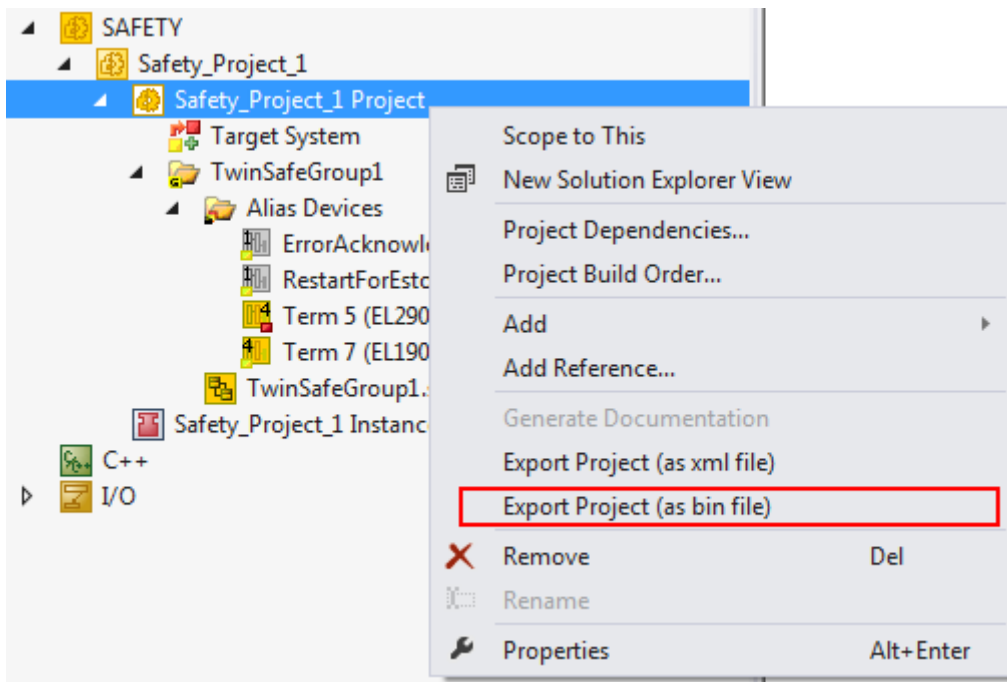 SAFETY
Safety_Project_1
Safety_Project_1 Project
Target System
TwinSafeGroup1
Alias Devices
ErrorAcknowl
RestartForEsto
Term 5 (EL290
Term 7 (EL190
TwinSafeGroup1.
Safety_Project_1 Instanc
C++
I/O
Scope to This
New Solution Explorer View
Project Dependencies...
Project Build Order...
Add
Add Reference...
Generate Documentation
Export Project (as xml file)
Export Project (as bin file)
Remove Del
Rename
Properties Alt+Enter